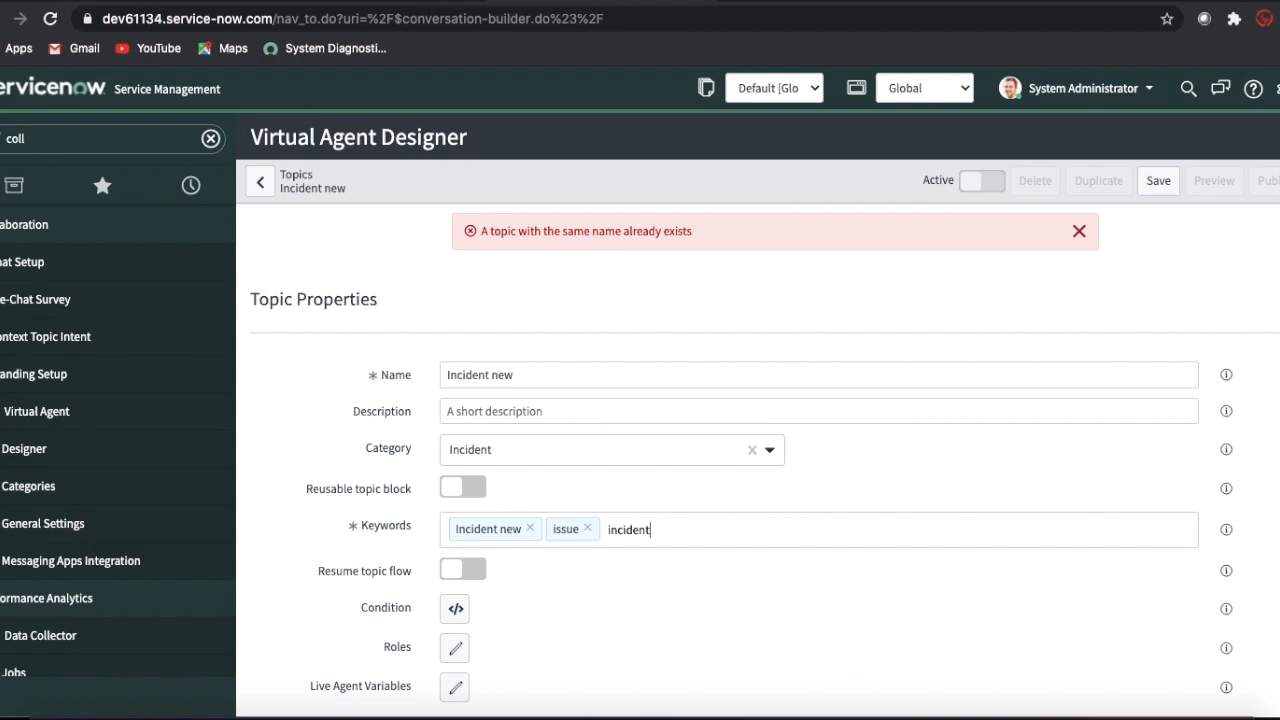 dev61134.service-now.com/nav_to.do?uri=%2F$conversation-builder.do%23%2F
Apps Gmail YouTube Maps System Diagnosti...
servicenow Service Management Default [Glo Global System Administrator
coll
Virtual Agent Designer
Topics
Incident new
Active Delete Duplicate Save Preview Publ
A topic with the same name already exists
aboration
hat Setup
e-Chat Survey
ontext Topic Intent
anding Setup
Virtual Agent
Designer
Categories
General Settings
Messaging Apps Integration
ormance Analytics
Data Collector
Jobs
Topic Properties
* Name Incident new
Description A short description
Category Incident
Reusable topic block
* Keywords Incident new issue incident
Resume topic flow
Condition </>
Roles
Live Agent Variables